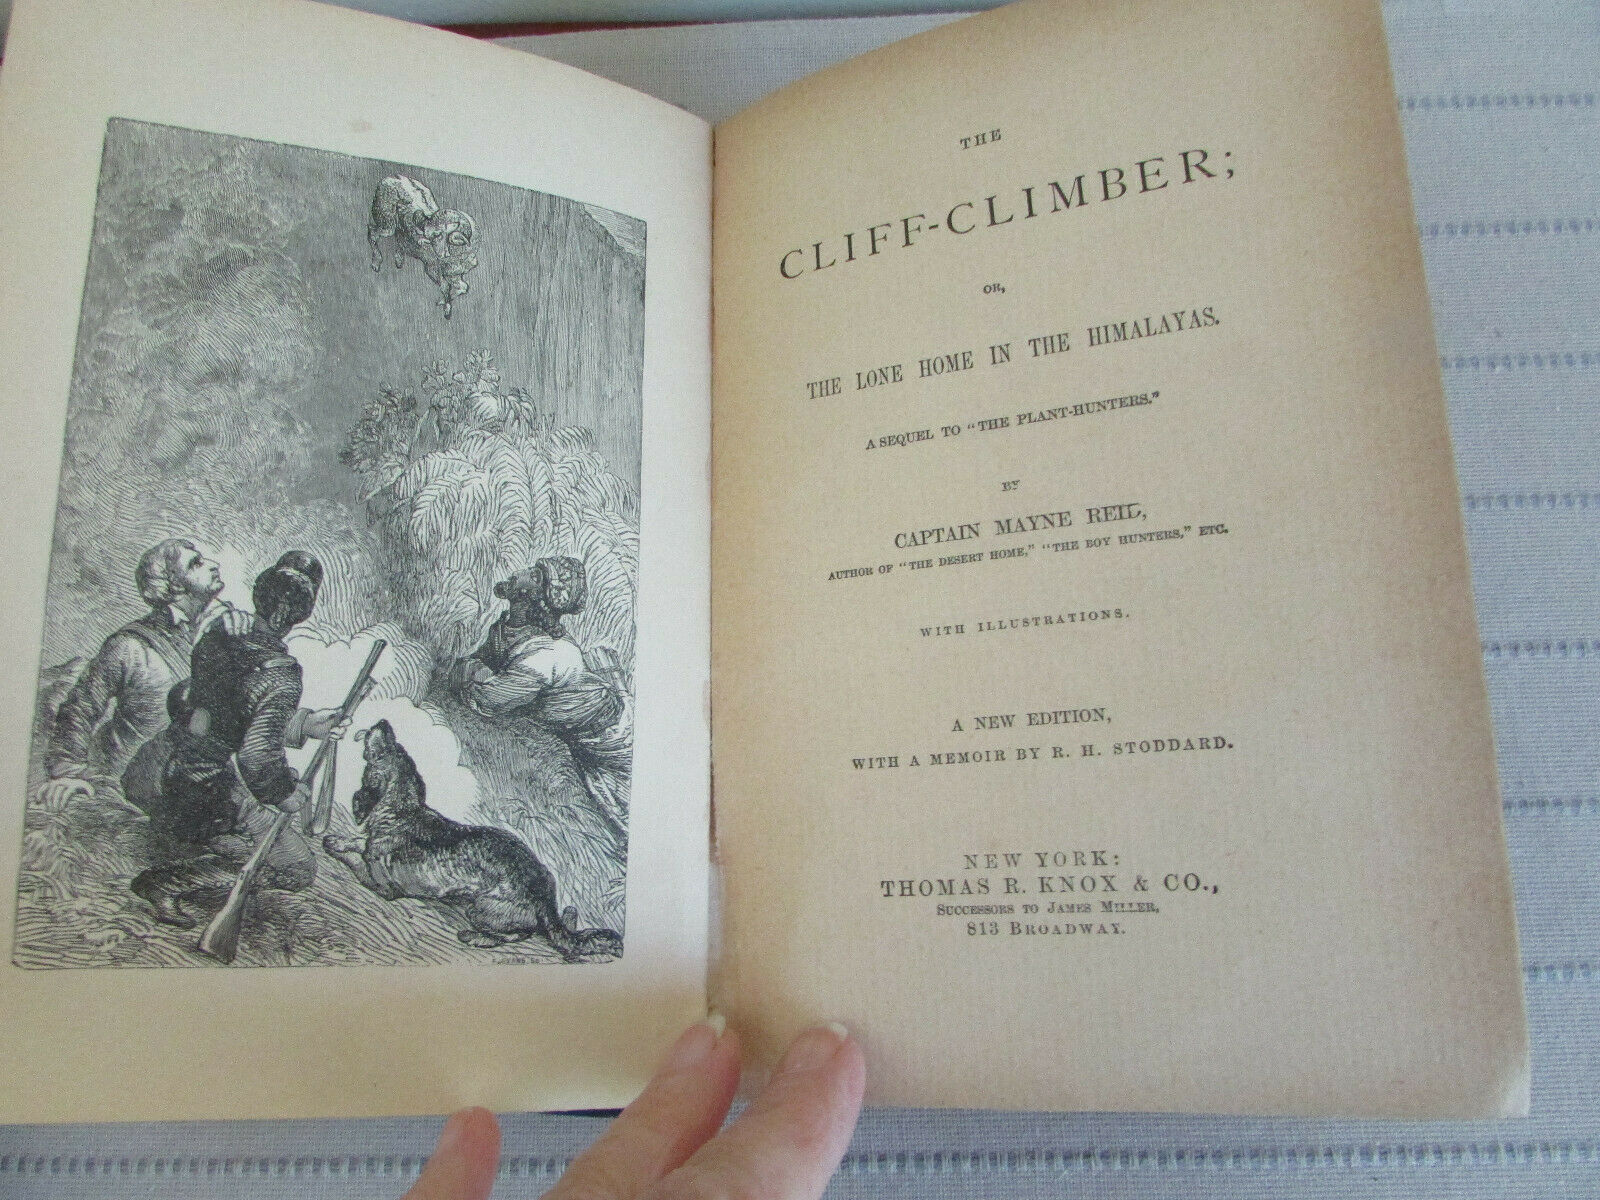 THE
CLIFF-CLIMBER;
OR,
THE LONE HOME IN THE HIMALAYAS.
A SEQUEL TO "THE PLANT-HUNTERS."
BY
CAPTAIN MAYNE REID,
AUTHOR OF "THE DESERT HOME," "THE BOY HUNTERS," ETC.
WITH ILLUSTRATIONS.
A NEW EDITION,
WITH A MEMOIR BY R. H. STODDARD.
NEW YORK:
THOMAS R. KNOX & CO.,
SUCCESSORS TO JAMES MILLER,
813 BROADWAY.